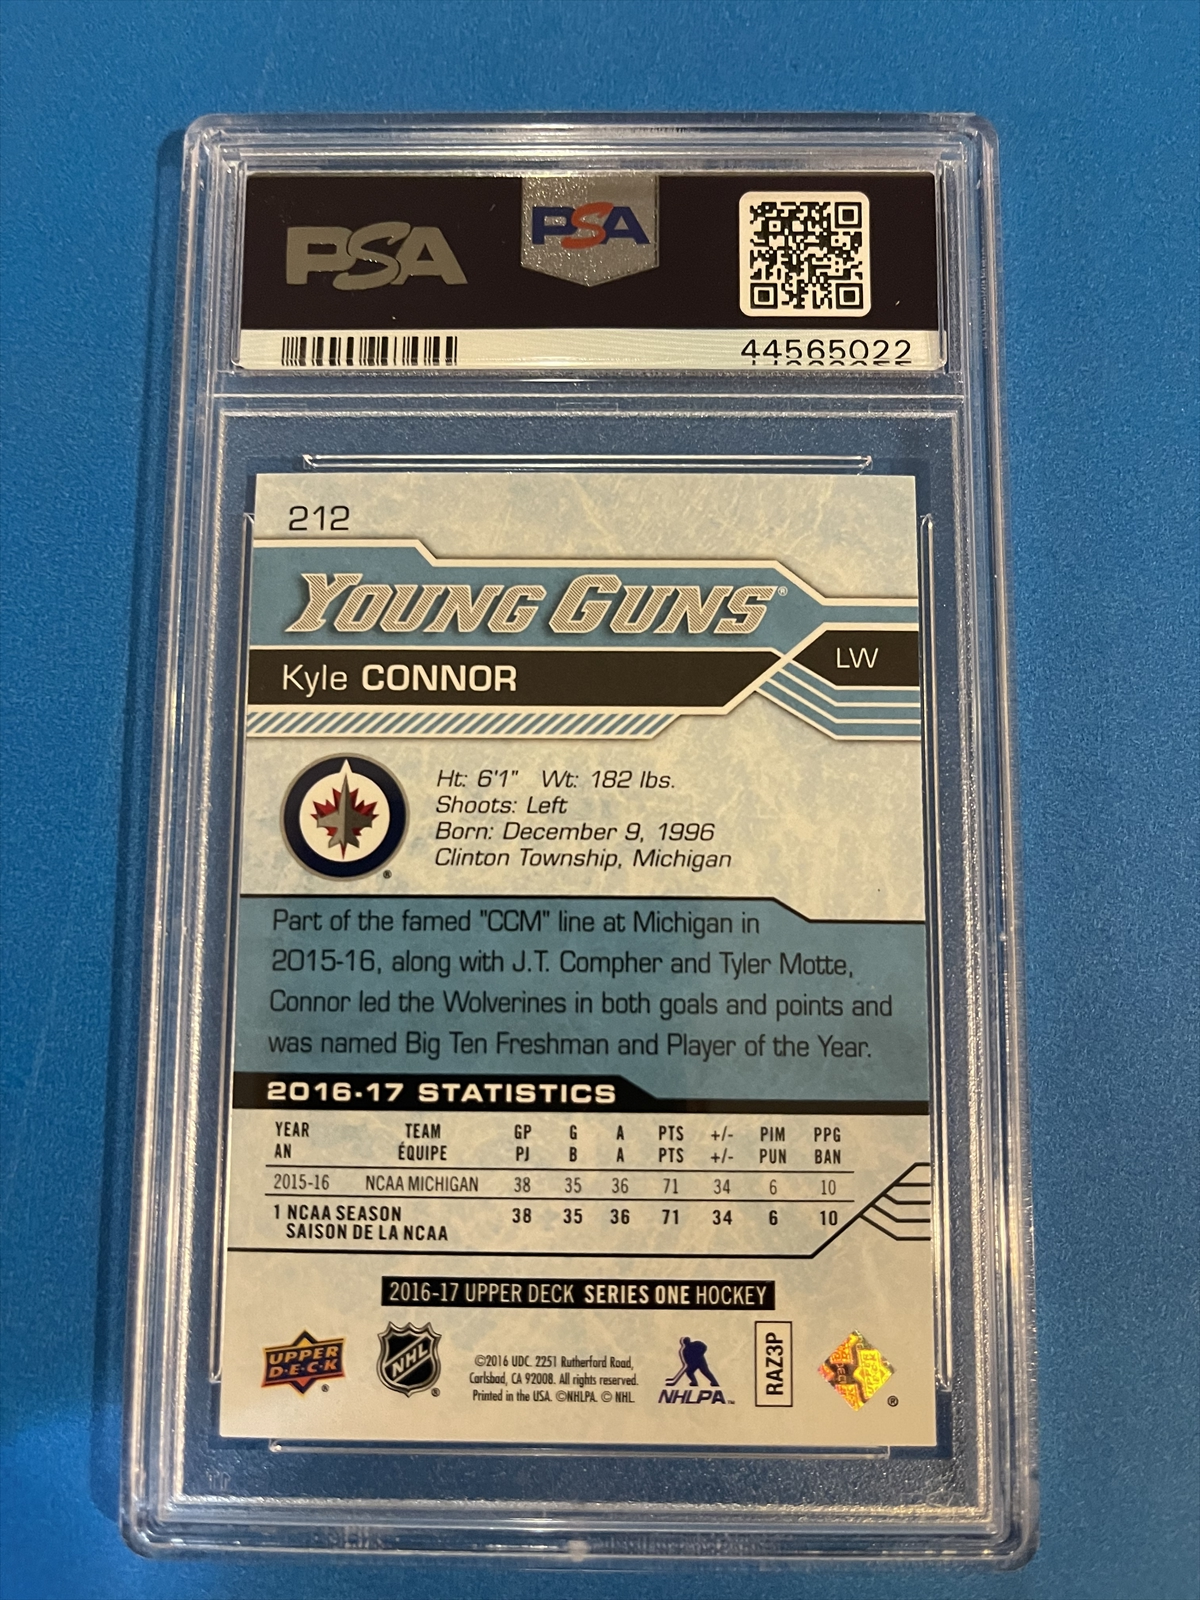 PSA
PSA
44565022
212
YOUNG GUNS®
Kyle CONNOR
LW
Ht: 6'1" Wt: 182 lbs.
Shoots: Left
Born: December 9, 1996
Clinton Township, Michigan
Part of the famed "CCM" line at Michigan in
2015-16, along with J.T. Compher and Tyler Motte,
Connor led the Wolverines in both goals and points and
was named Big Ten Freshman and Player of the Year.
2016-17 STATISTICS
YEAR TEAM GP G A PTS +/- PIM PPG
AN ÉQUIPE PJ B A PTS +/- PUN BAN
2015-16 NCAA MICHIGAN 38 35 36 71 34 6 10
1 NCAA SEASON 38 35 36 71 34 6 10
SAISON DE LA NCAA
2016-17 UPPER DECK SERIES ONE HOCKEY
UPPER DECK ®
NHL ®
©2016 UDC. 2251 Rutherford Road,
Carlsbad, CA 92008. All rights reserved.
Printed in the USA. ©NHLPA. © NHL.
NHLPA™
RAZ3P
®